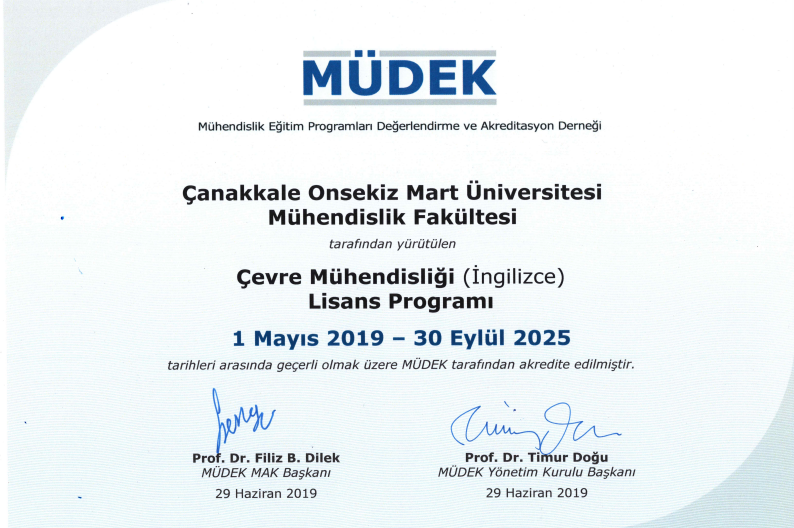 MÜDEK
Mühendislik Eğitim Programları Değerlendirme ve Akreditasyon Derneği
Çanakkale Onsekiz Mart Üniversitesi
Mühendislik Fakültesi
tarafından yürütülen
Çevre Mühendisliği (İngilizce)
Lisans Programı
1 Mayıs 2019 – 30 Eylül 2025
tarihleri arasında geçerli olmak üzere MÜDEK tarafından akredite edilmiştir.
Prof. Dr. Filiz B. Dilek
MÜDEK MAK Başkanı
29 Haziran 2019
Prof. Dr. Timur Doğu
MÜDEK Yönetim Kurulu Başkanı
29 Haziran 2019